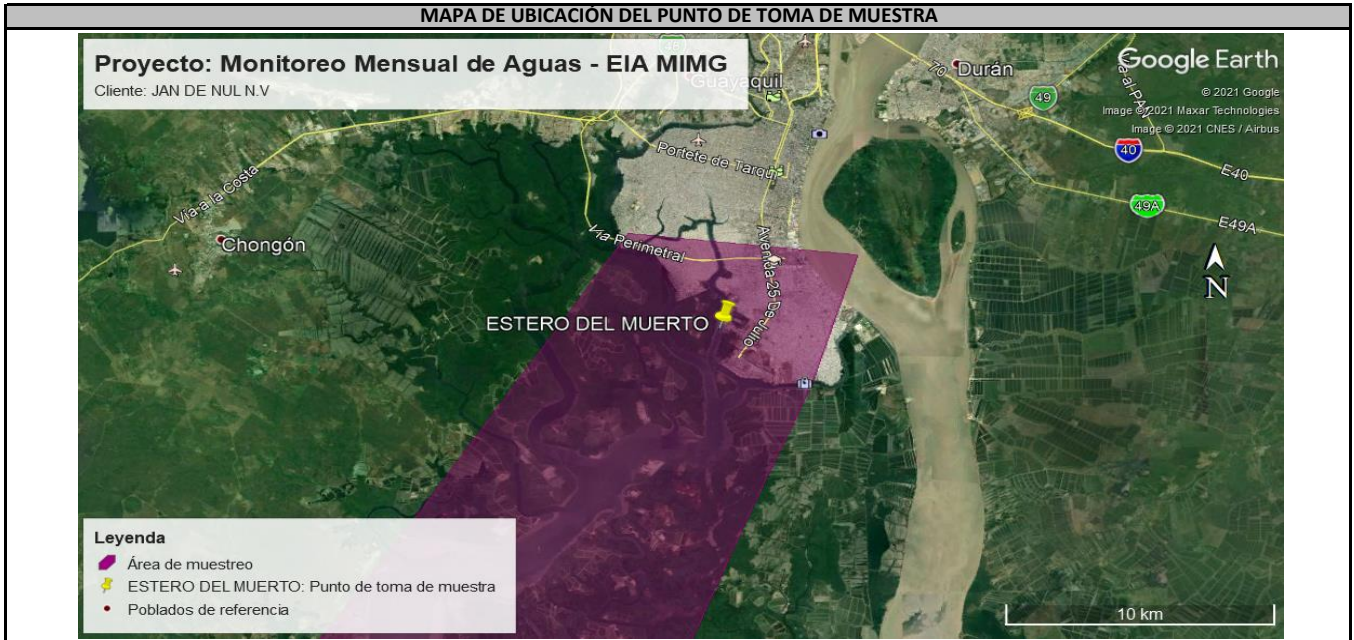 MAPA DE UBICACIÓN DEL PUNTO DE TOMA DE MUESTRA
Proyecto: Monitoreo Mensual de Aguas - EIA MIMG
Cliente: JAN DE NUL N.V
Guayaquil
Durán
Google Earth
© 2021 Google
Image © 2021 Maxar Technologies
Image © 2021 CNES / Airbus
70
49
40
E40
49A
E49A
Vía a la Costa
Chongón
Portete de Tarqui
Vía Perimetral
Avenida 25 De Julio
ESTERO DEL MUERTO
N
Leyenda
Área de muestreo
ESTERO DEL MUERTO: Punto de toma de muestra
Poblados de referencia
10 km